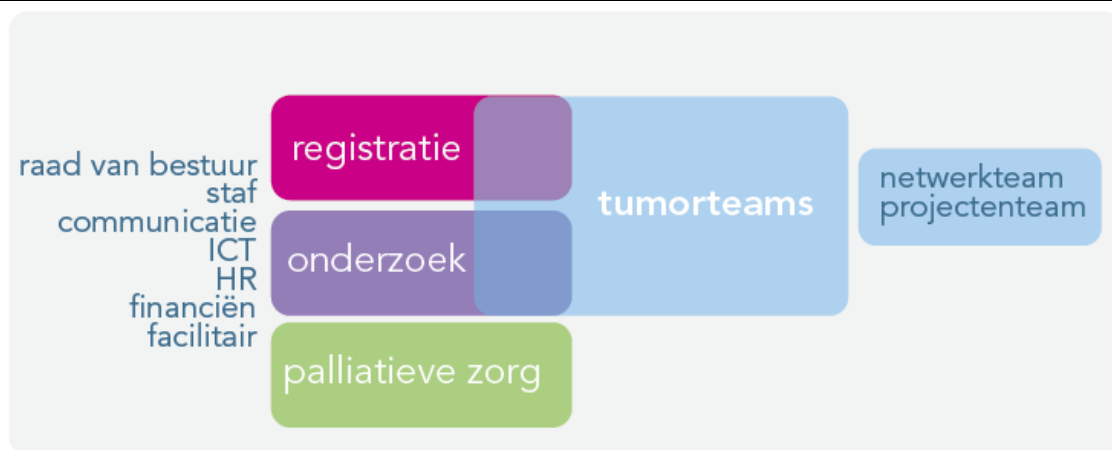 raad van bestuur
staf
communicatie
ICT
HR
financiën
facilitair
registratie
onderzoek
palliatieve zorg
tumorteams
netwerkteam
projectenteam